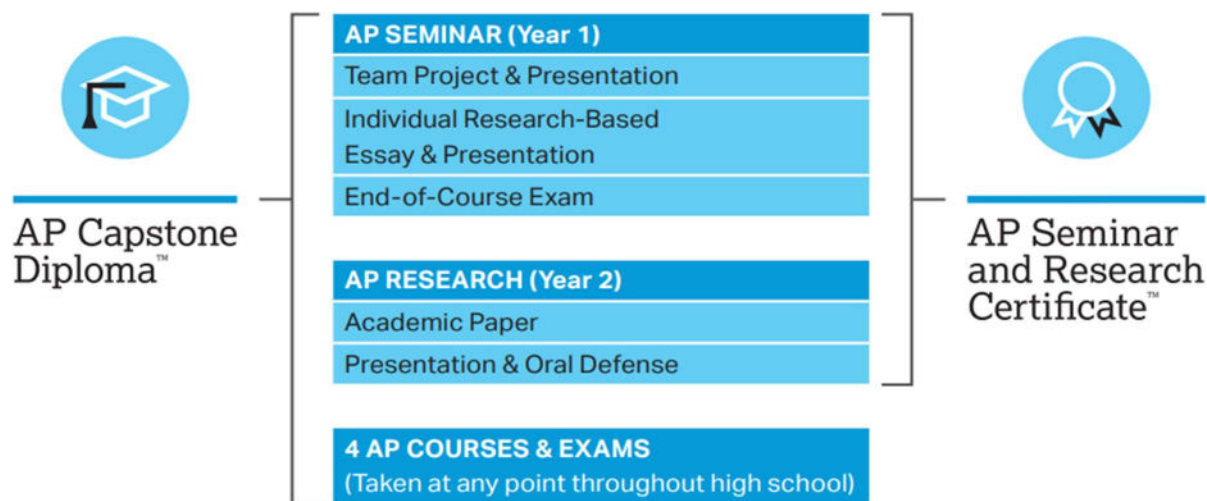 AP Capstone
Diploma™
AP SEMINAR (Year 1)
Team Project & Presentation
Individual Research-Based
Essay & Presentation
End-of-Course Exam
AP RESEARCH (Year 2)
Academic Paper
Presentation & Oral Defense
4 AP COURSES & EXAMS
(Taken at any point throughout high school)
AP Seminar
and Research
Certificate™